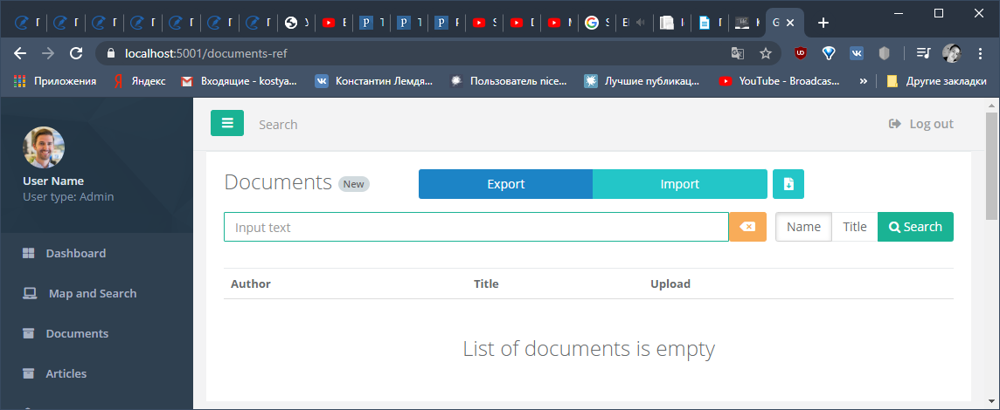 localhost:5001/documents-ref
Приложения Яндекс Входящие - kostya... Константин Лемдя... Пользователь nice... Лучшие публикац... YouTube - Broadcas... » Другие закладки
Search Log out
User Name
User type: Admin
Documents New Export Import
Input text Name Title Search
Dashboard
Map and Search
Documents
Articles
Author Title Upload
List of documents is empty